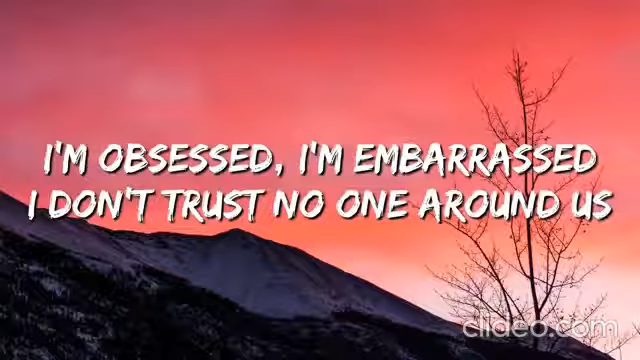 I'M OBSESSED, I'M EMBARRASSED
I DON'T TRUST NO ONE AROUND US
clideo.com